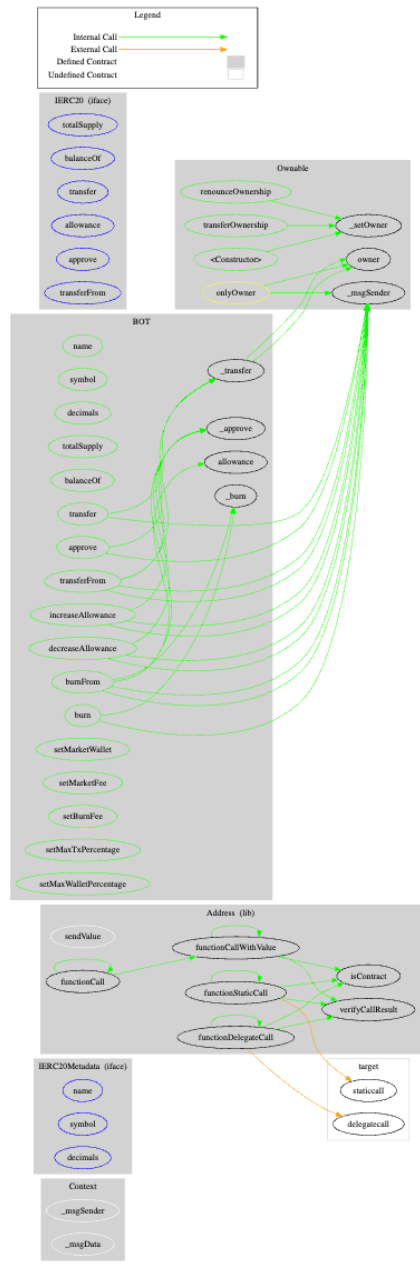 Legend
Internal Call
External Call
Defined Contract
Undefined Contract
IERC20 (iface)
totalSupply
balanceOf
transfer
allowance
approve
transferFrom
Ownable
renounceOwnership
transferOwnership
<Constructor>
onlyOwner
_setOwner
owner
_msgSender
BOT
name
symbol
decimals
totalSupply
balanceOf
transfer
approve
transferFrom
increaseAllowance
decreaseAllowance
burnFrom
burn
setMarketWallet
setMarketFee
setBurnFee
setMaxTxPercentage
setMaxWalletPercentage
_transfer
_approve
allowance
_burn
Address (lib)
sendValue
functionCall
functionCallWithValue
functionStaticCall
functionDelegateCall
isContract
verifyCallResult
IERC20Metadata (iface)
name
symbol
decimals
target
staticcall
delegatecall
Context
_msgSender
_msgData